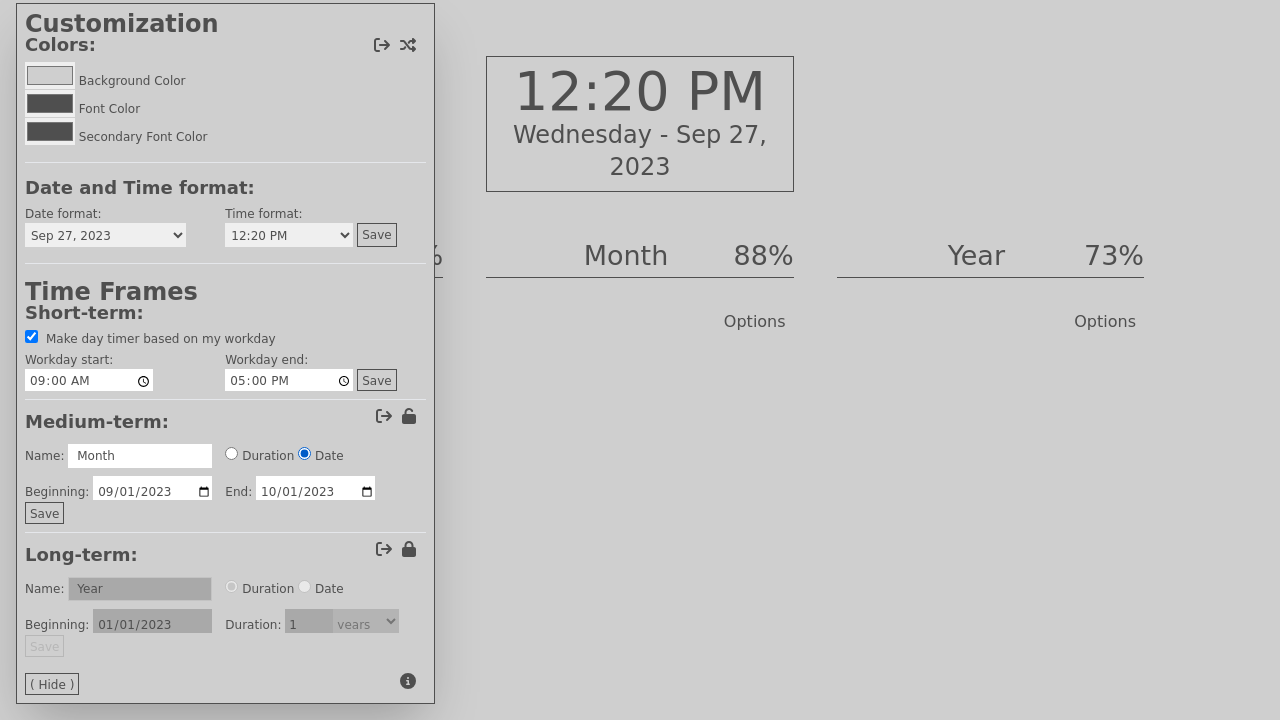 Customization
Colors:
Background Color
Font Color
Secondary Font Color
Date and Time format:
Date format:
Time format:
Sep 27, 2023
12:20 PM
Save
Time Frames
Short-term:
Make day timer based on my workday
Workday start:
Workday end:
09:00 AM
05:00 PM
Save
Medium-term:
Name: Month
Duration
Date
Beginning: 09/01/2023
End: 10/01/2023
Save
Long-term:
Name: Year
Duration
Date
Beginning: 01/01/2023
Duration: 1 years
Save
( Hide )
12:20 PM
Wednesday - Sep 27,
2023
%
Month 88%
Options
Year 73%
Options